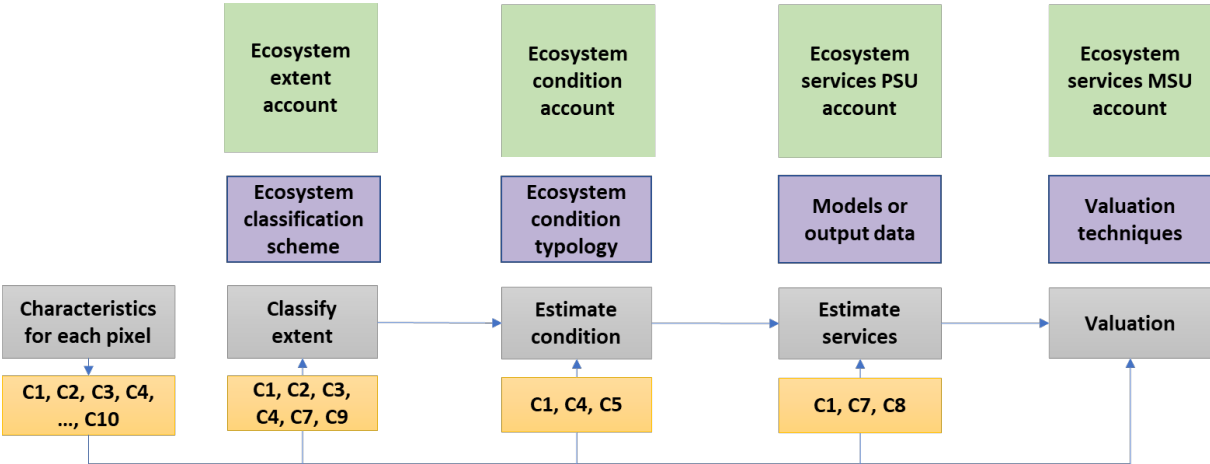 Ecosystem
extent
account
Ecosystem
condition
account
Ecosystem
services PSU
account
Ecosystem
services MSU
account
Ecosystem
classification
scheme
Ecosystem
condition
typology
Models or
output data
Valuation
techniques
Characteristics
for each pixel
Classify
extent
Estimate
condition
Estimate
services
Valuation
C1, C2, C3, C4,
..., C10
C1, C2, C3,
C4, C7, C9
C1, C4, C5
C1, C7, C8